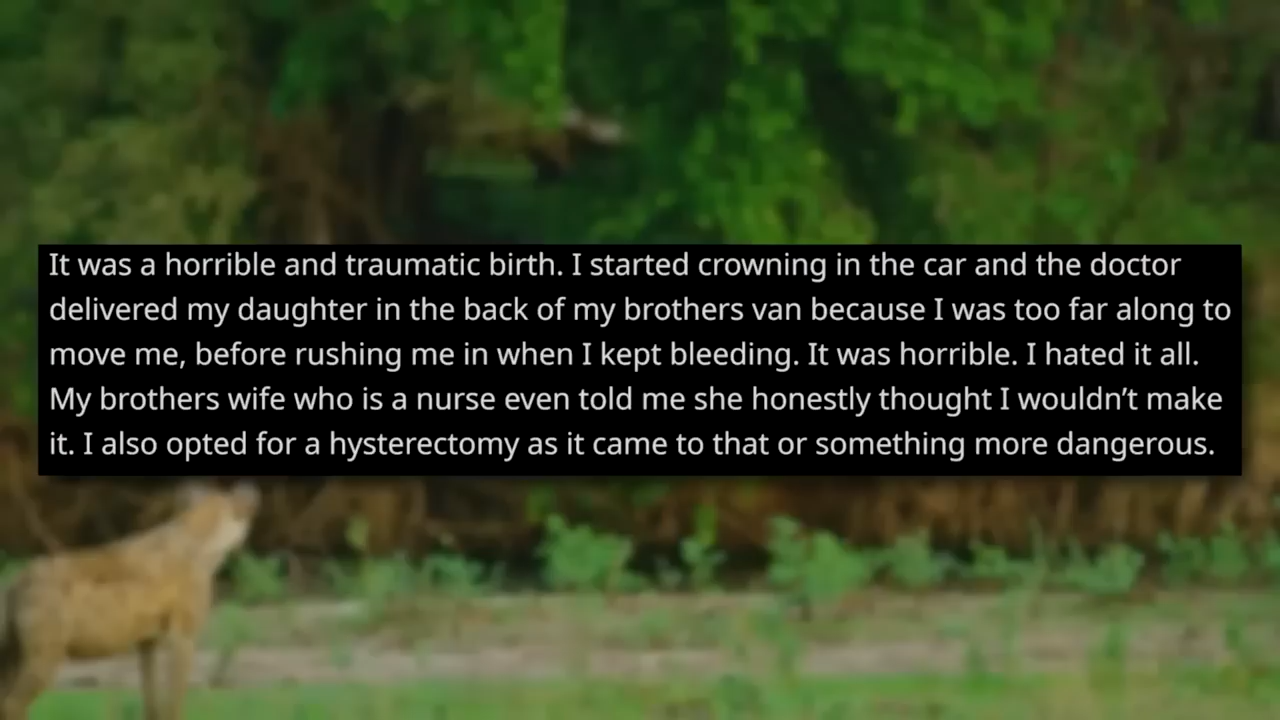 It was a horrible and traumatic birth. I started crowning in the car and the doctor
delivered my daughter in the back of my brothers van because I was too far along to
move me, before rushing me in when I kept bleeding. It was horrible. I hated it all.
My brothers wife who is a nurse even told me she honestly thought I wouldn’t make
it. I also opted for a hysterectomy as it came to that or something more dangerous.